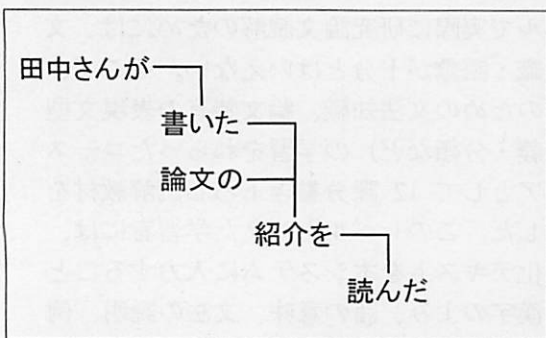 田中さんが
書いた
論文の
紹介を
読んだ